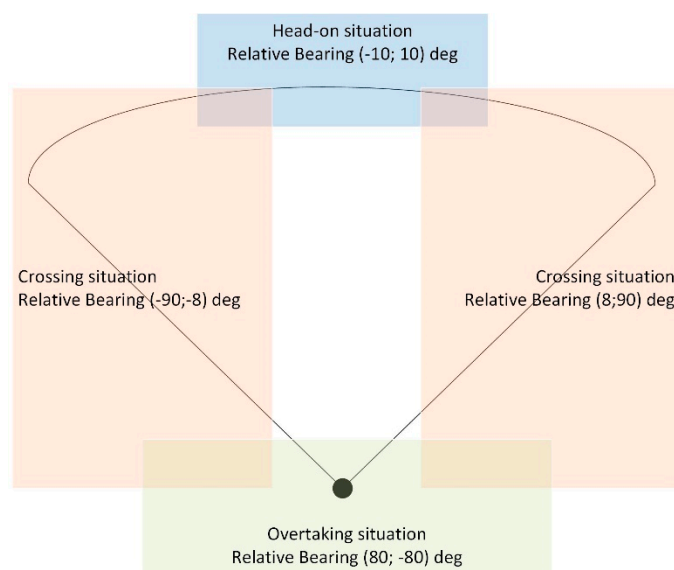 Head-on situation
Relative Bearing (-10; 10) deg
Crossing situation
Relative Bearing (-90;-8) deg
Crossing situation
Relative Bearing (8;90) deg
Overtaking situation
Relative Bearing (80; -80) deg